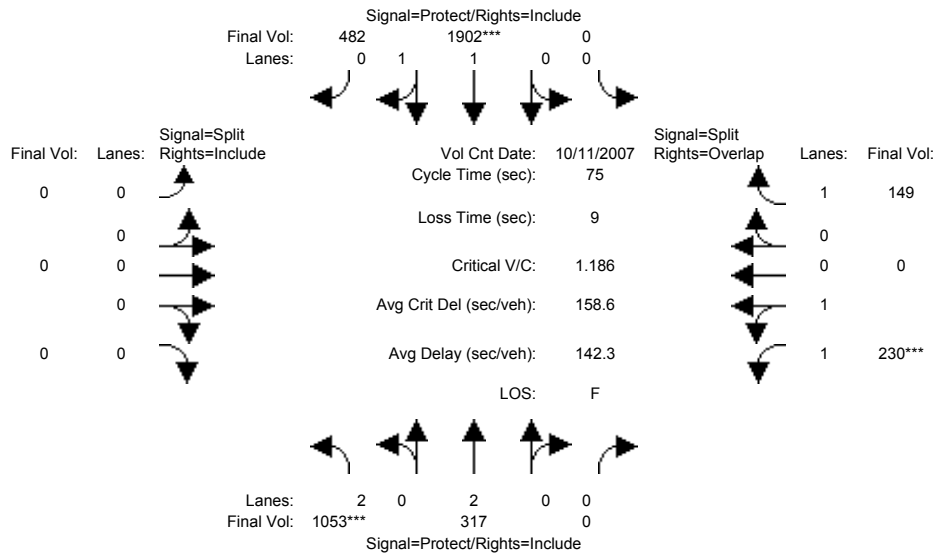 Signal=Protect/Rights=Include
Final Vol: 482 1902*** 0
Lanes: 0 1 1 0 0
Signal=Split Signal=Split
Final Vol: Lanes: Rights=Include Vol Cnt Date: 10/11/2007 Rights=Overlap Lanes: Final Vol:
Cycle Time (sec): 75
0 0 1 149
Loss Time (sec): 9
0 0
0 0 Critical V/C: 1.186 0 0
0 Avg Crit Del (sec/veh): 158.6 1
0 0 Avg Delay (sec/veh): 142.3 1 230***
LOS: F
Lanes: 2 0 2 0 0
Final Vol: 1053*** 317 0
Signal=Protect/Rights=Include